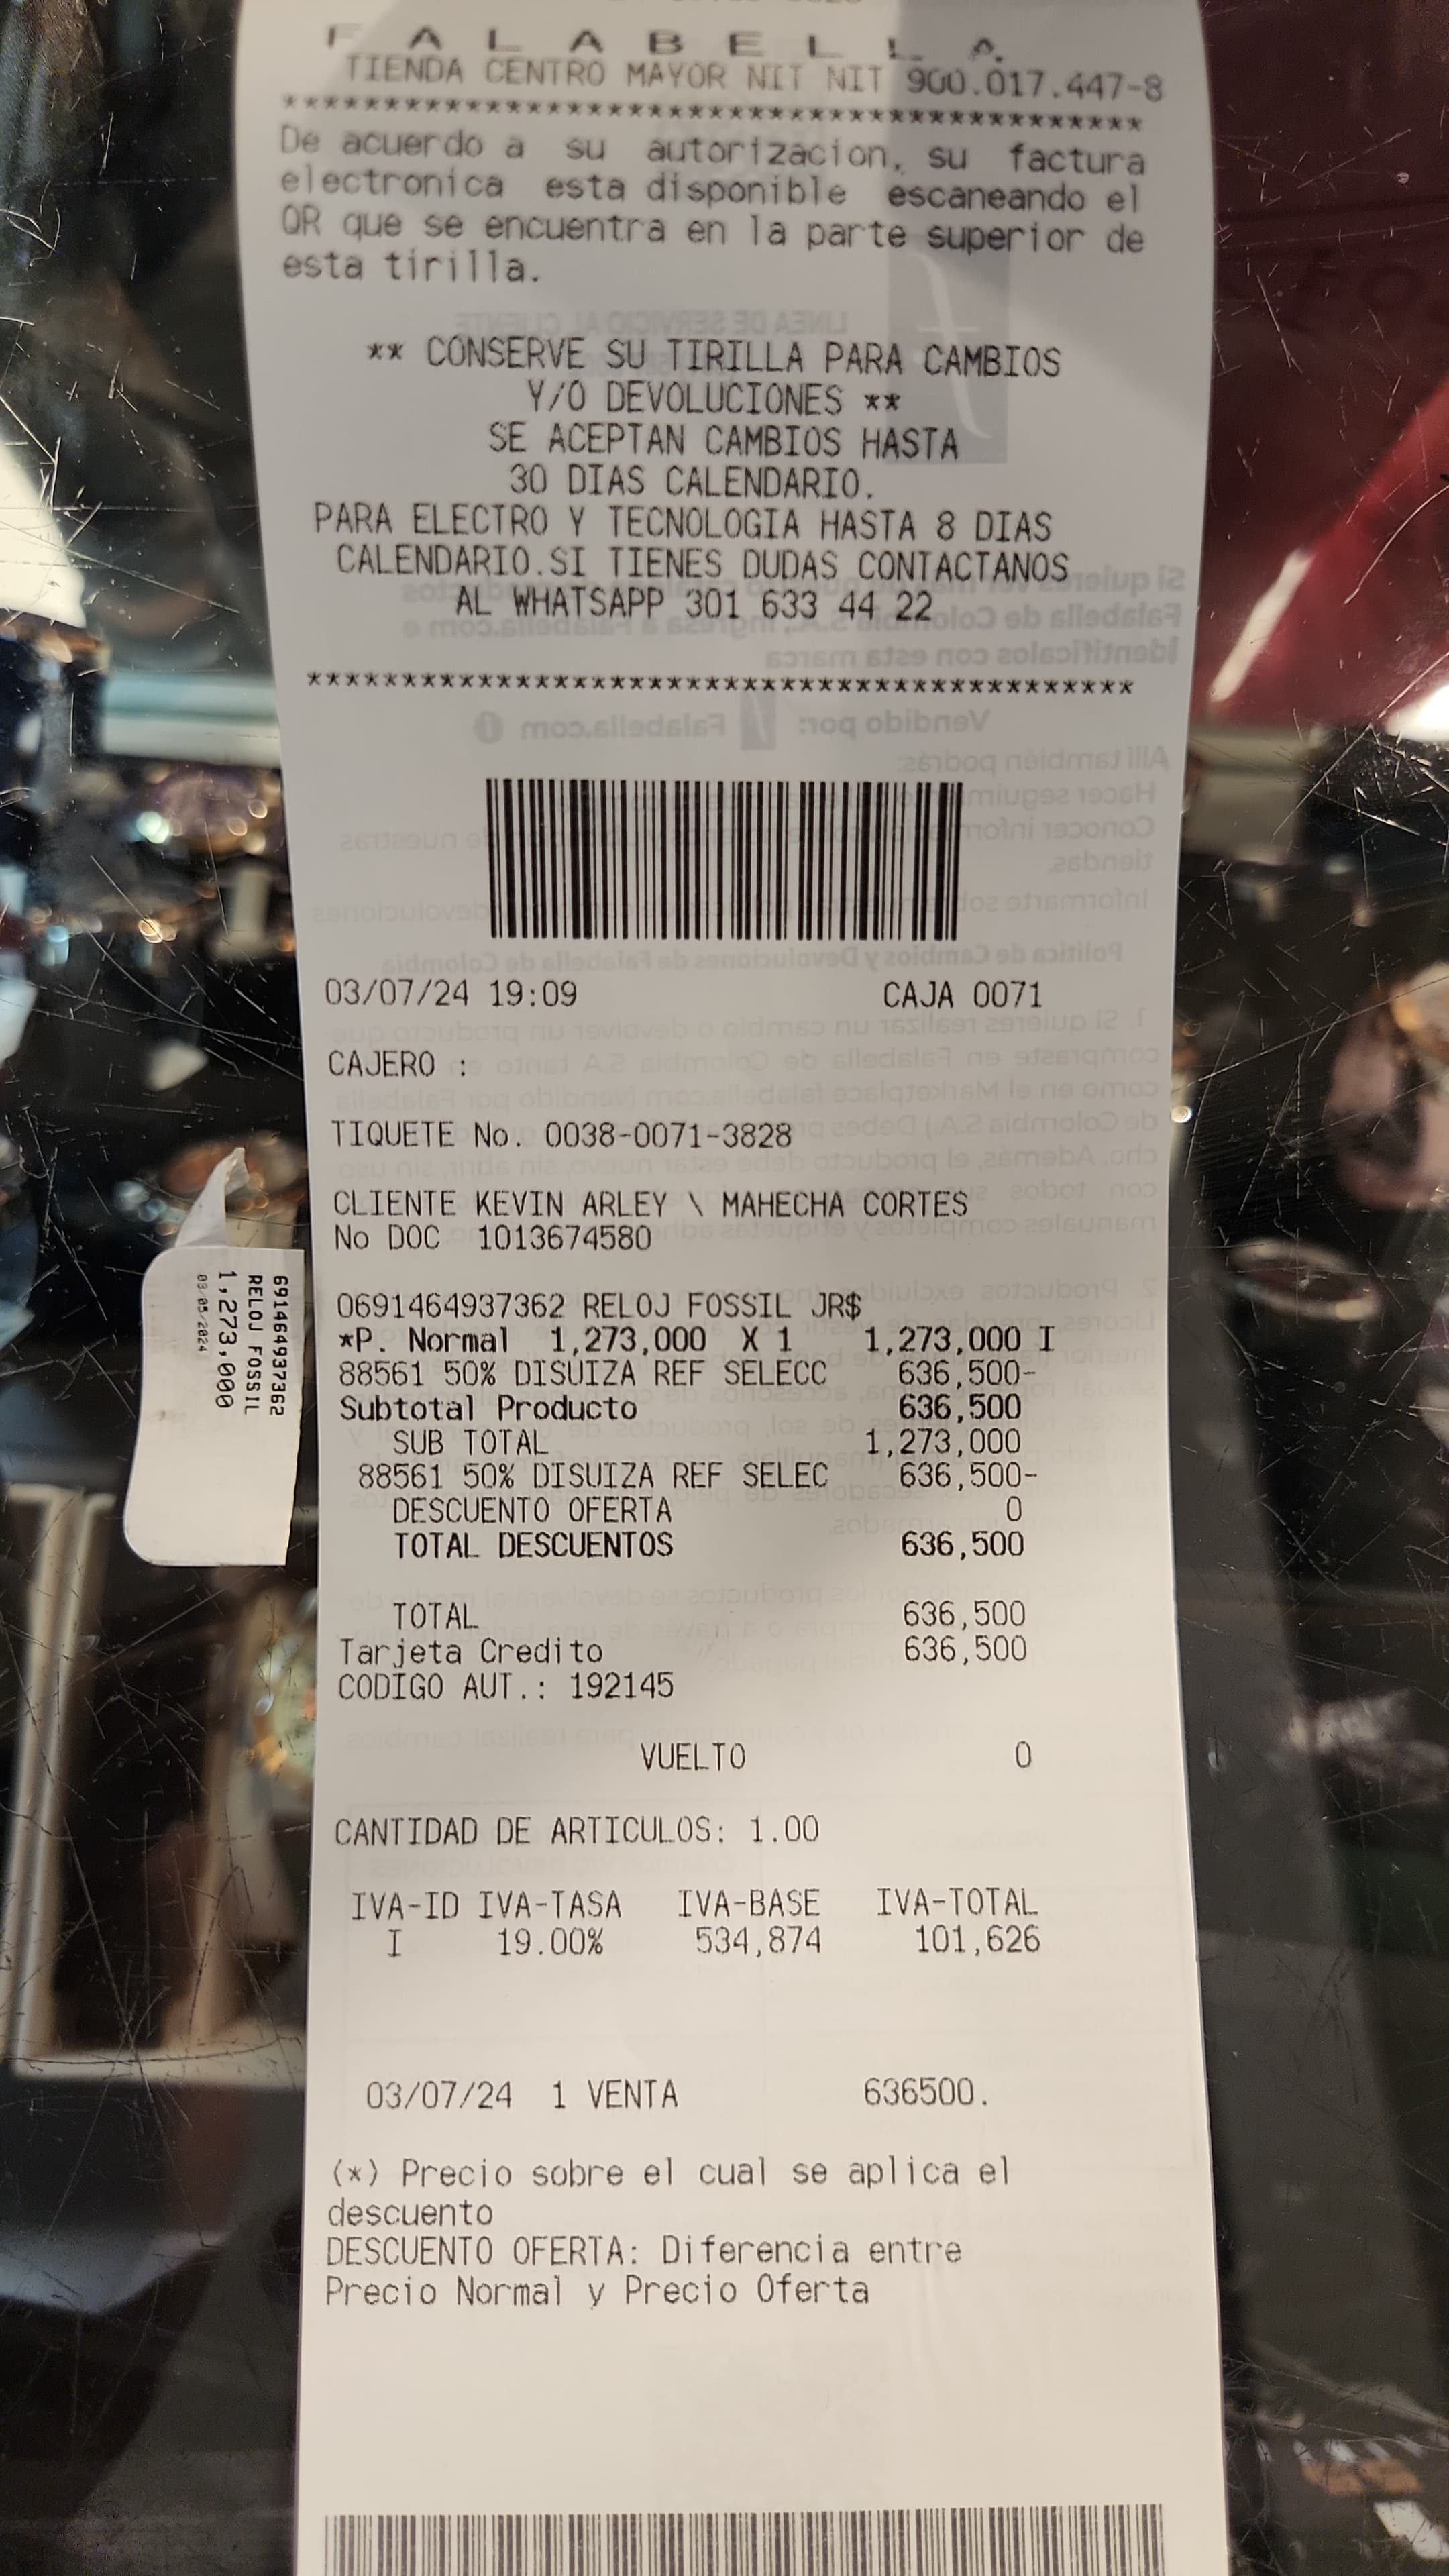 FALABELLA
TIENDA CENTRO MAYOR NIT NIT 900.017.447-8
*******************************************
De acuerdo a su autorizacion, su factura
electronica esta disponible escaneando el
QR que se encuentra en la parte superior de
esta tirilla.
** CONSERVE SU TIRILLA PARA CAMBIOS
Y/O DEVOLUCIONES **
SE ACEPTAN CAMBIOS HASTA
30 DIAS CALENDARIO.
PARA ELECTRO Y TECNOLOGIA HASTA 8 DIAS
CALENDARIO.SI TIENES DUDAS CONTACTANOS
AL WHATSAPP 301 633 44 22
*******************************************
03/07/24 19:09 CAJA 0071
CAJERO :
TIQUETE No. 0038-0071-3828
CLIENTE KEVIN ARLEY \ MAHECHA CORTES
No DOC 1013674580
0691464937362 RELOJ FOSSIL JR$
*P. Normal 1,273,000 X 1 1,273,000 I
88561 50% DISUIZA REF SELECC 636,500-
Subtotal Producto 636,500
SUB TOTAL 1,273,000
88561 50% DISUIZA REF SELEC 636,500-
DESCUENTO OFERTA 0
TOTAL DESCUENTOS 636,500
TOTAL 636,500
Tarjeta Credito 636,500
CODIGO AUT.: 192145
VUELTO 0
CANTIDAD DE ARTICULOS: 1.00
IVA-ID IVA-TASA IVA-BASE IVA-TOTAL
I 19.00% 534,874 101,626
03/07/24 1 VENTA 636500.
(*) Precio sobre el cual se aplica el
descuento
DESCUENTO OFERTA: Diferencia entre
Precio Normal y Precio Oferta
691464937362
RELOJ FOSSIL
1,273,000
03/05/2024